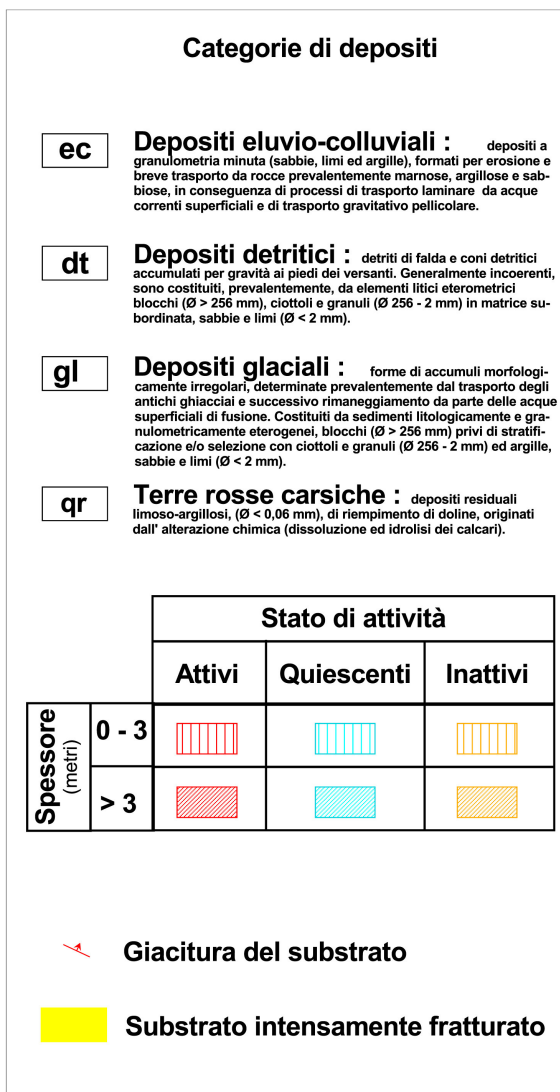 Categorie di depositi
ec
Depositi eluvio-colluviali : depositi a
granulometria minuta (sabbie, limi ed argille), formati per erosione e
breve trasporto da rocce prevalentemente marnose, argillose e sab-
biose, in conseguenza di processi di trasporto laminare da acque
correnti superficiali e di trasporto gravitativo pellicolare.
dt
Depositi detritici : detriti di falda e coni detritici
accumulati per gravità ai piedi dei versanti. Generalmente incoerenti,
sono costituiti, prevalentemente, da elementi litici eterometrici
blocchi (Ø > 256 mm), ciottoli e granuli (Ø 256 - 2 mm) in matrice su-
bordinata, sabbie e limi (Ø < 2 mm).
gl
Depositi glaciali : forme di accumuli morfologi-
camente irregolari, determinate prevalentemente dal trasporto degli
antichi ghiacciai e successivo rimaneggiamento da parte delle acque
superficiali di fusione. Costituiti da sedimenti litologicamente e gra-
nulometricamente eterogenei, blocchi (Ø > 256 mm) privi di stratifi-
cazione e/o selezione con ciottoli e granuli (Ø 256 - 2 mm) ed argille,
sabbie e limi (Ø < 2 mm).
qr
Terre rosse carsiche : depositi residuali
limoso-argillosi, (Ø < 0,06 mm), di riempimento di doline, originati
dall' alterazione chimica (dissoluzione ed idrolisi dei calcari).
Stato di attività
Attivi Quiescenti Inattivi
Spessore
(metri)
0 - 3
> 3
Giacitura del substrato
Substrato intensamente fratturato